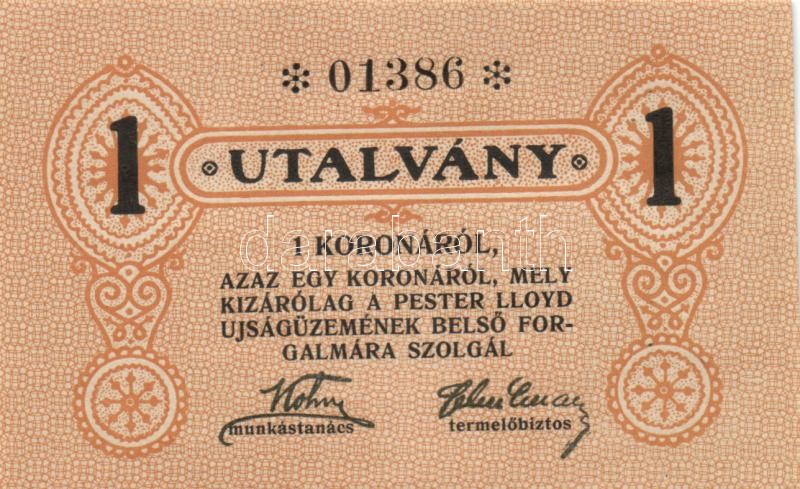 * 01386 *
1 UTALVÁNY 1
1 KORONÁRÓL,
AZAZ EGY KORONÁRÓL, MELY
KIZÁRÓLAG A PESTER LLOYD
UJSÁGÜZEMÉNEK BELSŐ FOR-
GALMÁRA SZOLGÁL
munkástanács termelőbiztos
darabanth